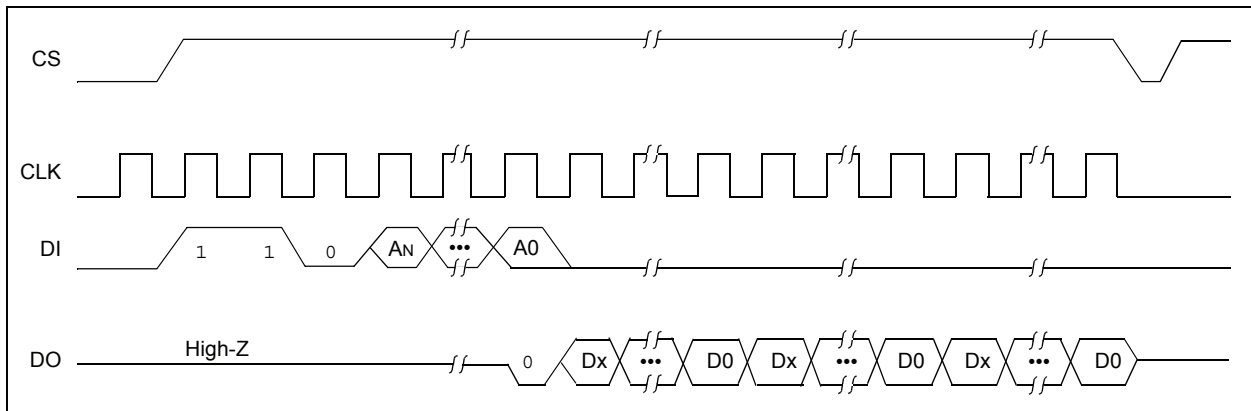 CS
CLK
DI 1 1 0 AN ••• A0
DO High-Z 0 Dx ••• D0 Dx ••• D0 Dx ••• D0